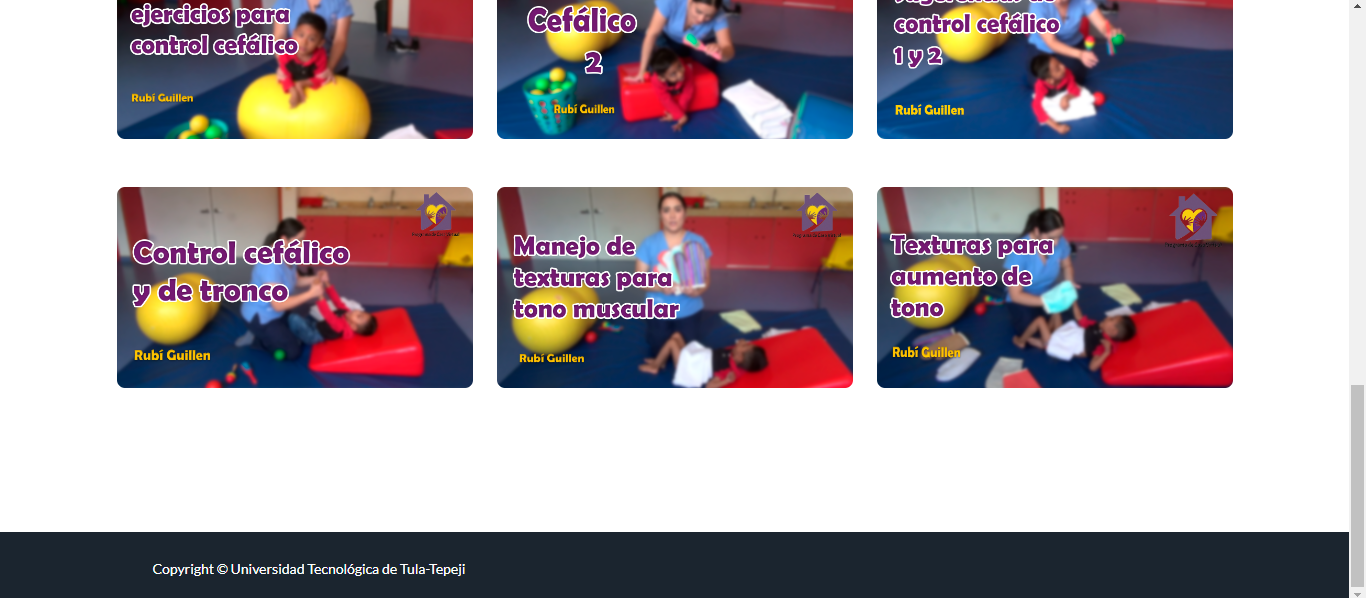 ejercicios para
control cefálico
Rubí Guillen
Cefálico
2
Rubí Guillen
control cefálico
1 y 2
Rubí Guillen
Control cefálico
y de tronco
Rubí Guillen
Manejo de
texturas para
tono muscular
Rubí Guillen
Texturas para
aumento de
tono
Rubí Guillen
Copyright © Universidad Tecnológica de Tula-Tepeji